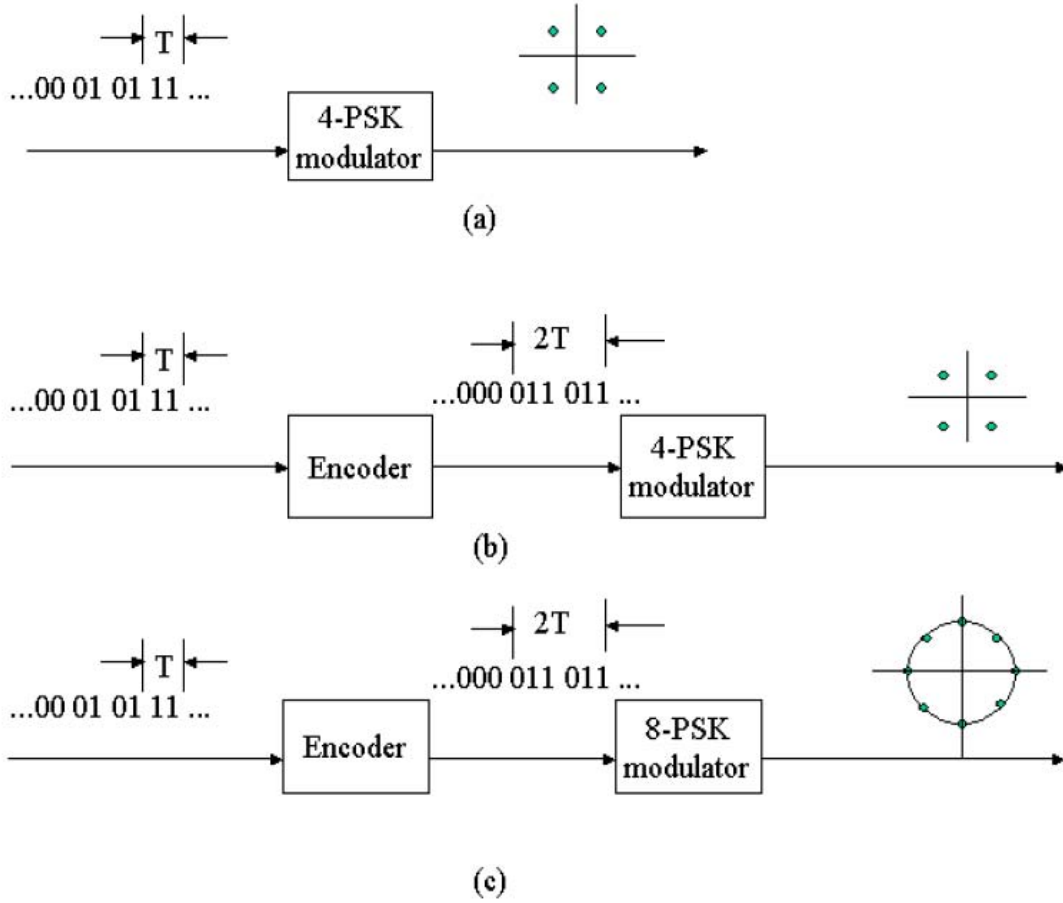 T
...00 01 01 11 ...
4-PSK
modulator
(a)
2T
T
...000 011 011 ...
...00 01 01 11 ...
Encoder
4-PSK
modulator
(b)
2T
T
...000 011 011 ...
...00 01 01 11 ...
Encoder
8-PSK
modulator
(c)